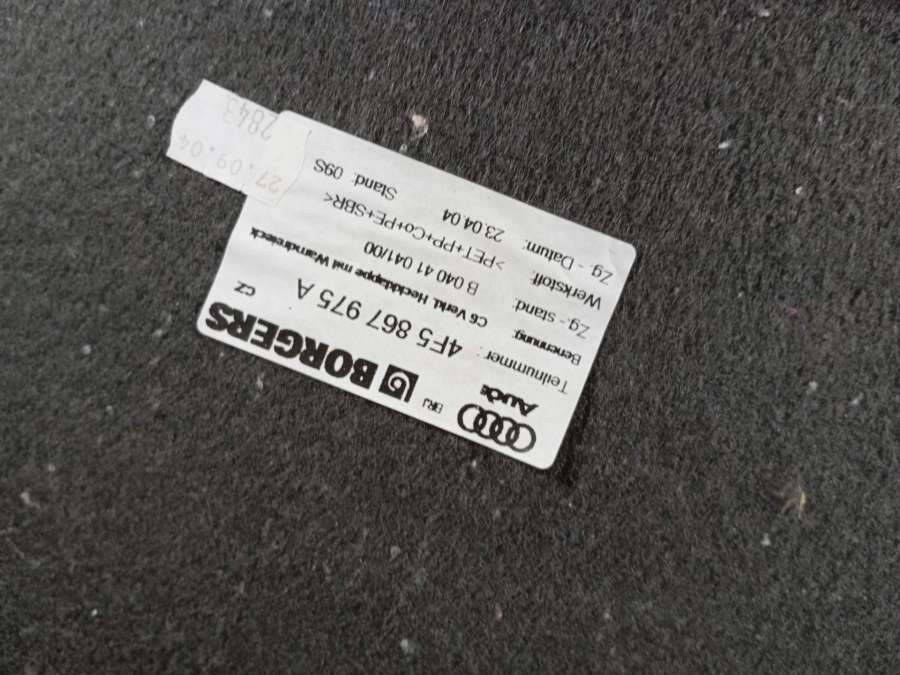 Audi
BRJ
BORGERS
CZ
Teilnummer: 4F5 867 975 A
Benennung: C6 Verkl. Heckklappe mit Warndreieck
Zg.- stand: B 040 41 041/00
Werkstoff: >PET+PP+Co+PE+SBR<
Zg. - Datum: 23.04.04 Stand: 09S
27.09.04
2843